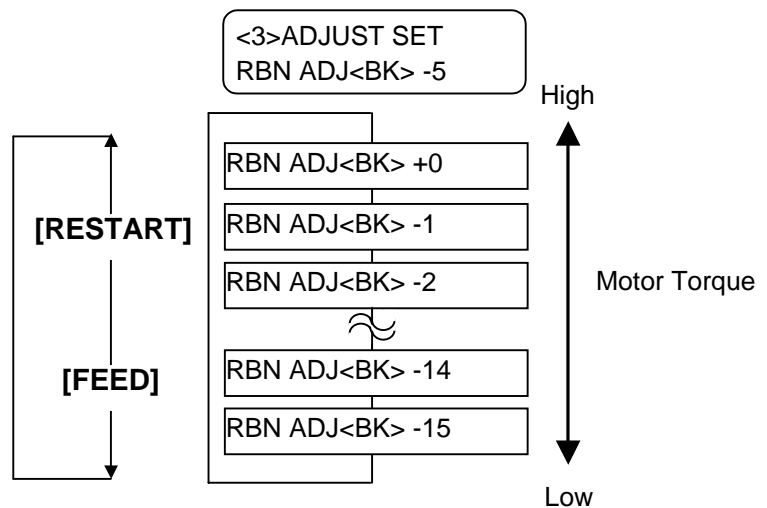 <3>ADJUST SET
RBN ADJ<BK> -5
High
RBN ADJ<BK> +0
[RESTART]
RBN ADJ<BK> -1
RBN ADJ<BK> -2
Motor Torque
[FEED]
RBN ADJ<BK> -14
RBN ADJ<BK> -15
Low